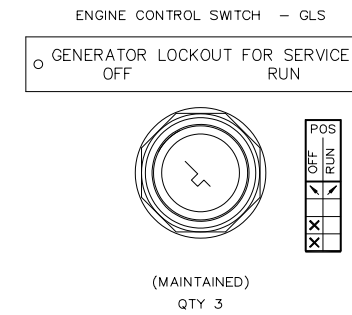 ENGINE CONTROL SWITCH - GLS
GENERATOR LOCKOUT FOR SERVICE
OFF RUN
POS
OFF
RUN
X
X
(MAINTAINED)
QTY 3